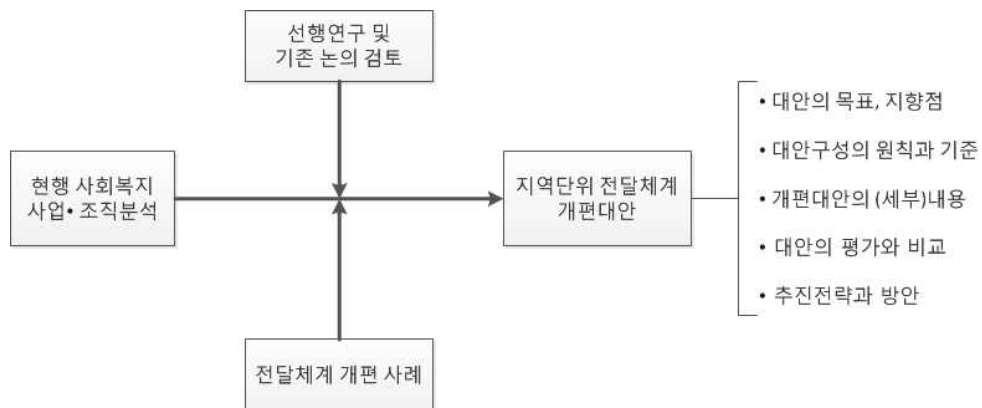 선행연구 및
기존 논의 검토
현행 사회복지
사업• 조직분석
지역단위 전달체계
개편대안
• 대안의 목표, 지향점
• 대안구성의 원칙과 기준
• 개편대안의 (세부)내용
• 대안의 평가와 비교
• 추진전략과 방안
전달체계 개편 사례